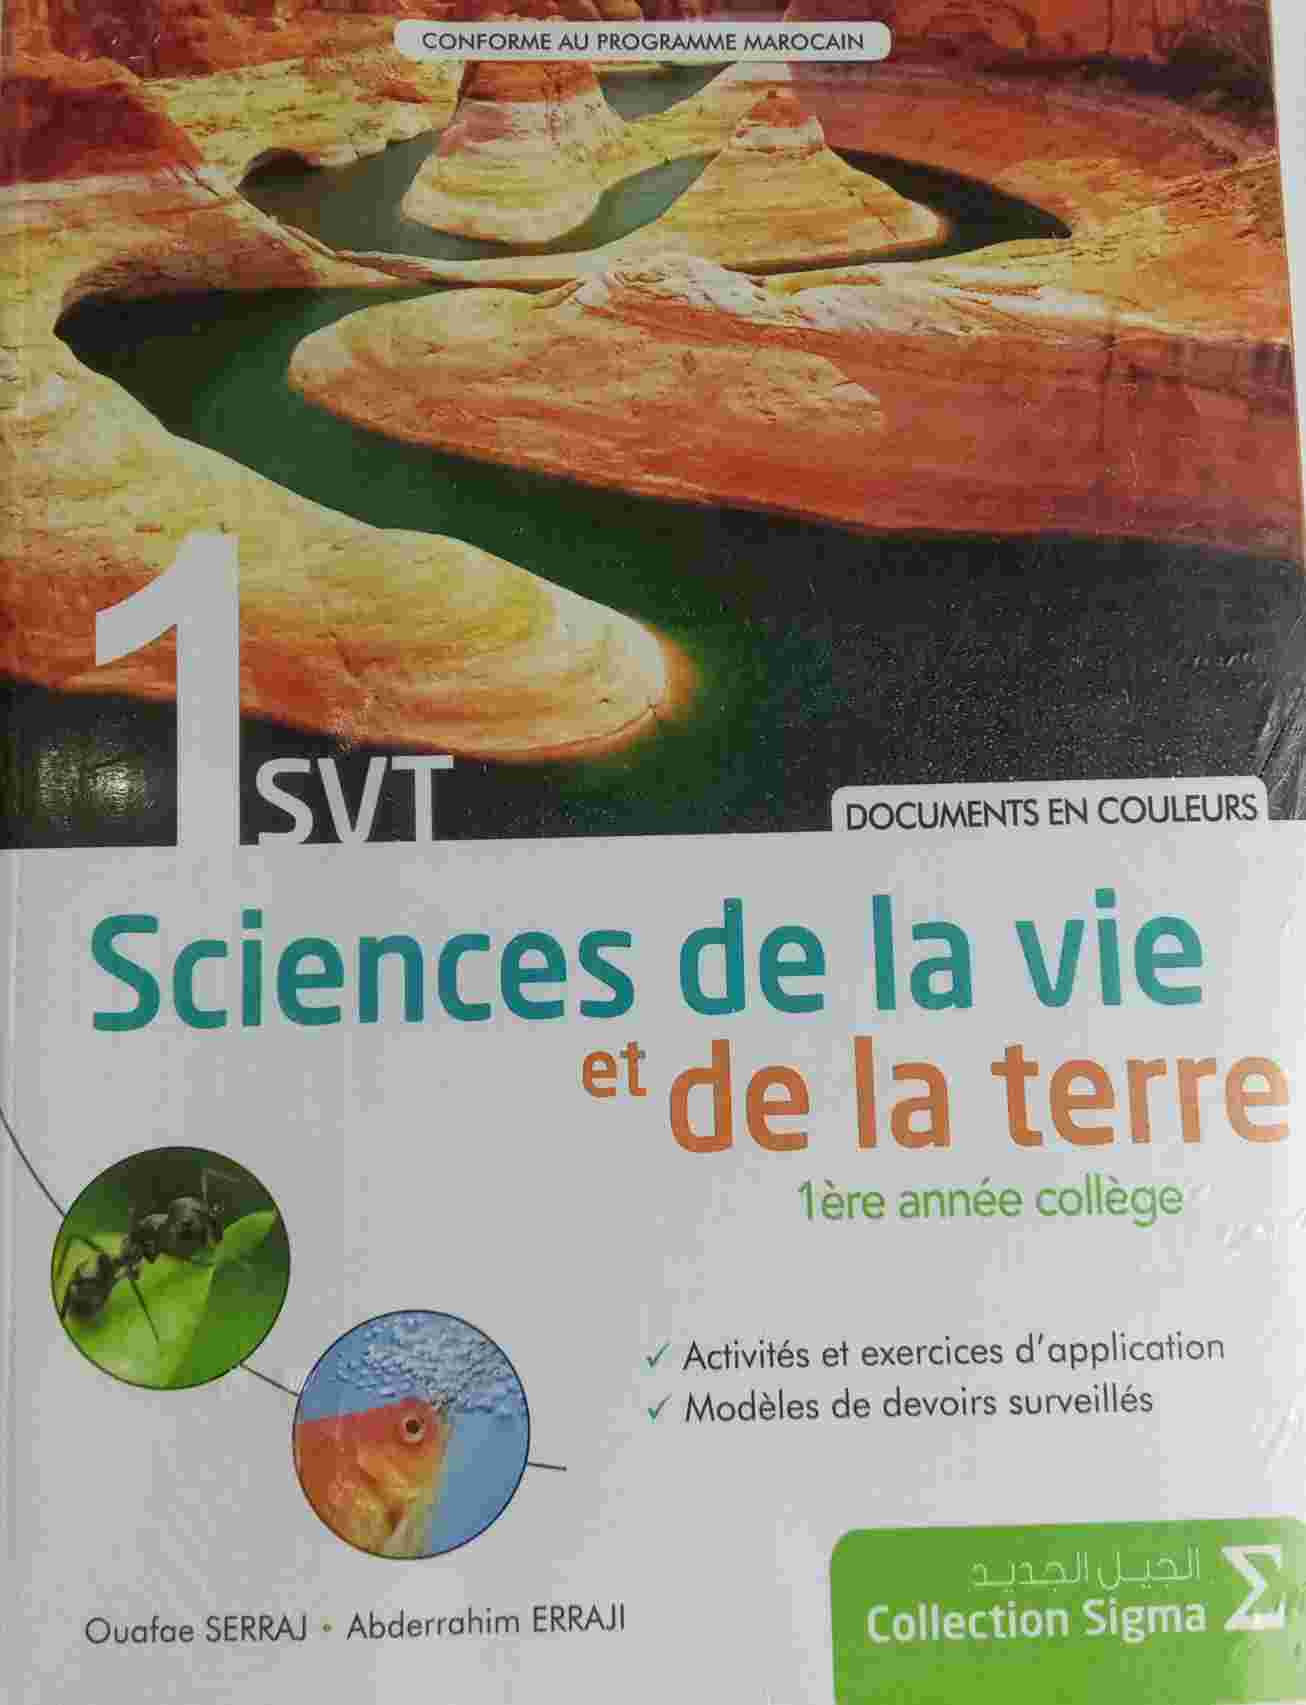 CONFORME AU PROGRAMME MAROCAIN
1
SVT
DOCUMENTS EN COULEURS
Sciences de la vie
et de la terre
1ère année collège
✓ Activités et exercices d'application
✓ Modèles de devoirs surveillés
Ouafae SERRAJ • Abderrahim ERRAJI
الجيل الجديد
Collection Sigma Σ